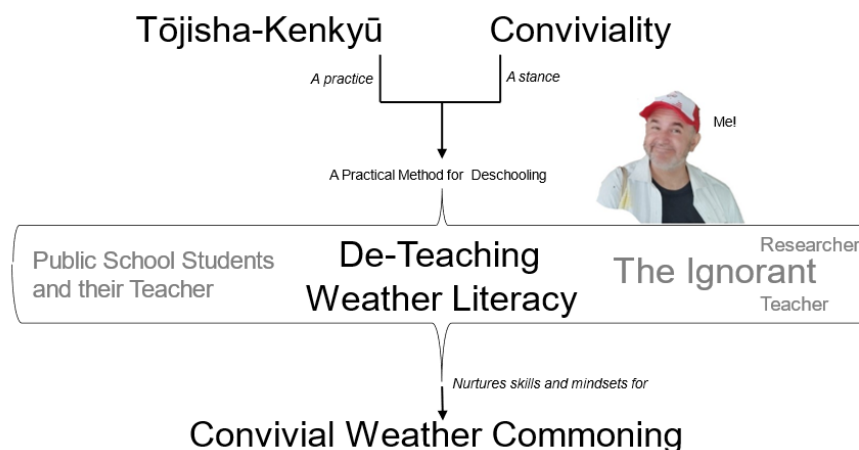 Tōjisha-Kenkyū
Conviviality
A practice
A stance
Me!
A Practical Method for Deschooling
Public School Students
and their Teacher
De-Teaching
Weather Literacy
Researcher
The Ignorant
Teacher
Nurtures skills and mindsets for
Convivial Weather Commoning